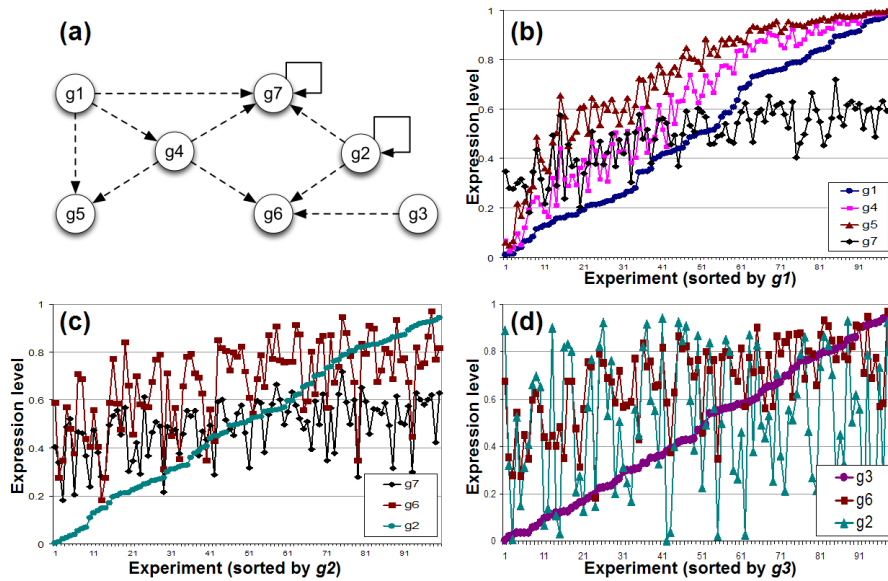 (a)
g1
g7
g4
g2
g5
g6
g3
(b)
Expression level
1
0.8
0.6
0.4
0.2
0
1 11 21 31 41 51 61 71 81 91
Experiment (sorted by g1)
g1
g4
g5
g7
(c)
Expression level
1
0.8
0.6
0.4
0.2
0
1 11 21 31 41 51 61 71 81 91
Experiment (sorted by g2)
g7
g6
g2
(d)
Expression level
1
0.8
0.6
0.4
0.2
0
1 11 21 31 41 51 61 71 81 91
Experiment (sorted by g3)
g3
g6
g2